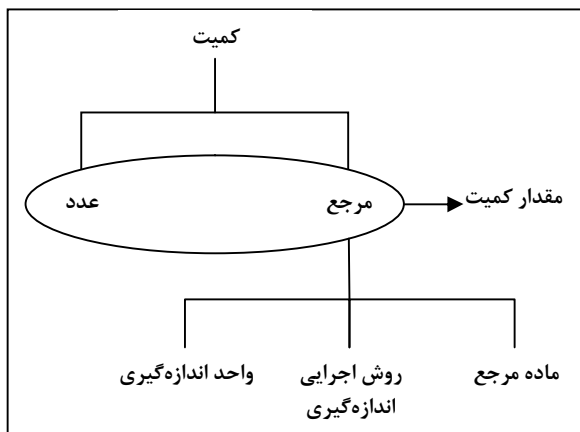 کمیت
مرجع
عدد
مقدار کمیت
ماده مرجع
روش اجرایی
اندازه‌گیری
واحد اندازه‌گیری